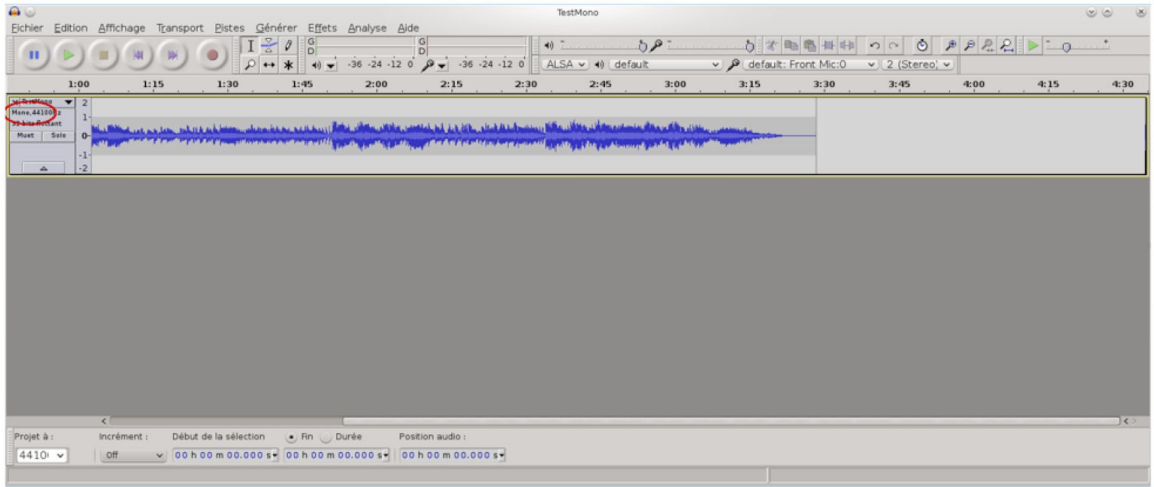 TestMono
Fichier Edition Affichage Transport Pistes Générer Effets Analyse Aide
G G
D D
-36 -24 -12 0 -36 -24 -12 0
ALSA default default: Front Mic:0 2 (Stereo)
1:00 1:15 1:30 1:45 2:00 2:15 2:30 2:45 3:00 3:15 3:30 3:45 4:00 4:15 4:30
TestMono 2
Mono,44100Hz 1
32 bits flottant
Muet Solo 0
-1
-2
Projet à : Incrément : Début de la sélection Fin Durée Position audio :
4410 Off 00 h 00 m 00.000 s 00 h 00 m 00.000 s 00 h 00 m 00.000 s